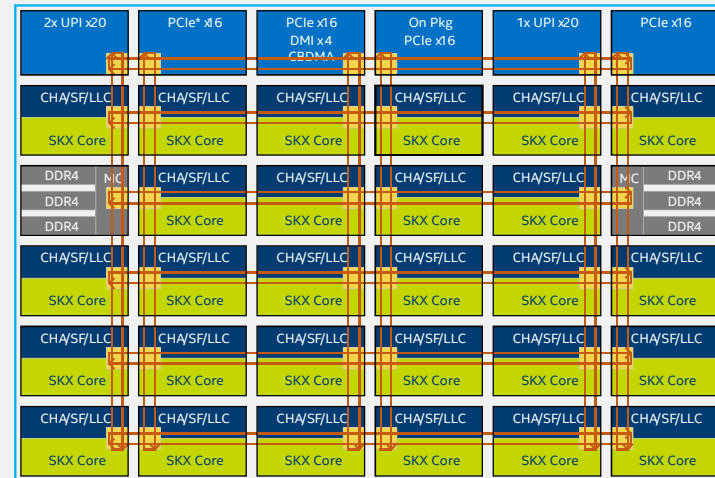 2x UPI x20
PCIe* x16
PCIe x16
DMI x4
CBDMA
On Pkg
PCIe x16
1x UPI x20
PCIe x16
CHA/SF/LLC CHA/SF/LLC CHA/SF/LLC CHA/SF/LLC CHA/SF/LLC CHA/SF/LLC
SKX Core SKX Core SKX Core SKX Core SKX Core SKX Core
DDR4 MC CHA/SF/LLC CHA/SF/LLC CHA/SF/LLC CHA/SF/LLC MC DDR4
DDR4 DDR4
SKX Core SKX Core SKX Core SKX Core
DDR4 DDR4
CHA/SF/LLC CHA/SF/LLC CHA/SF/LLC CHA/SF/LLC CHA/SF/LLC CHA/SF/LLC
SKX Core SKX Core SKX Core SKX Core SKX Core SKX Core
CHA/SF/LLC CHA/SF/LLC CHA/SF/LLC CHA/SF/LLC CHA/SF/LLC CHA/SF/LLC
SKX Core SKX Core SKX Core SKX Core SKX Core SKX Core
CHA/SF/LLC CHA/SF/LLC CHA/SF/LLC CHA/SF/LLC CHA/SF/LLC CHA/SF/LLC
SKX Core SKX Core SKX Core SKX Core SKX Core SKX Core